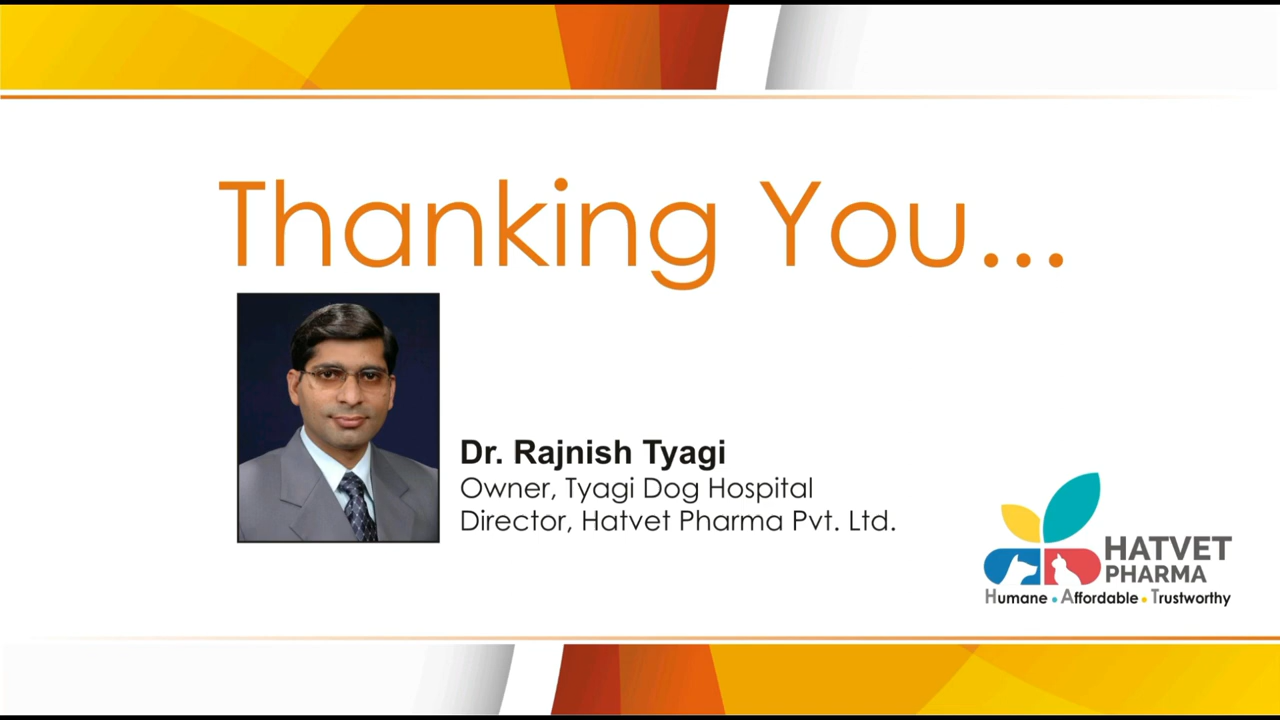 Thanking You...
Dr. Rajnish Tyagi
Owner, Tyagi Dog Hospital
Director, Hatvet Pharma Pvt. Ltd.
HATVET
PHARMA
Humane • Affordable • Trustworthy